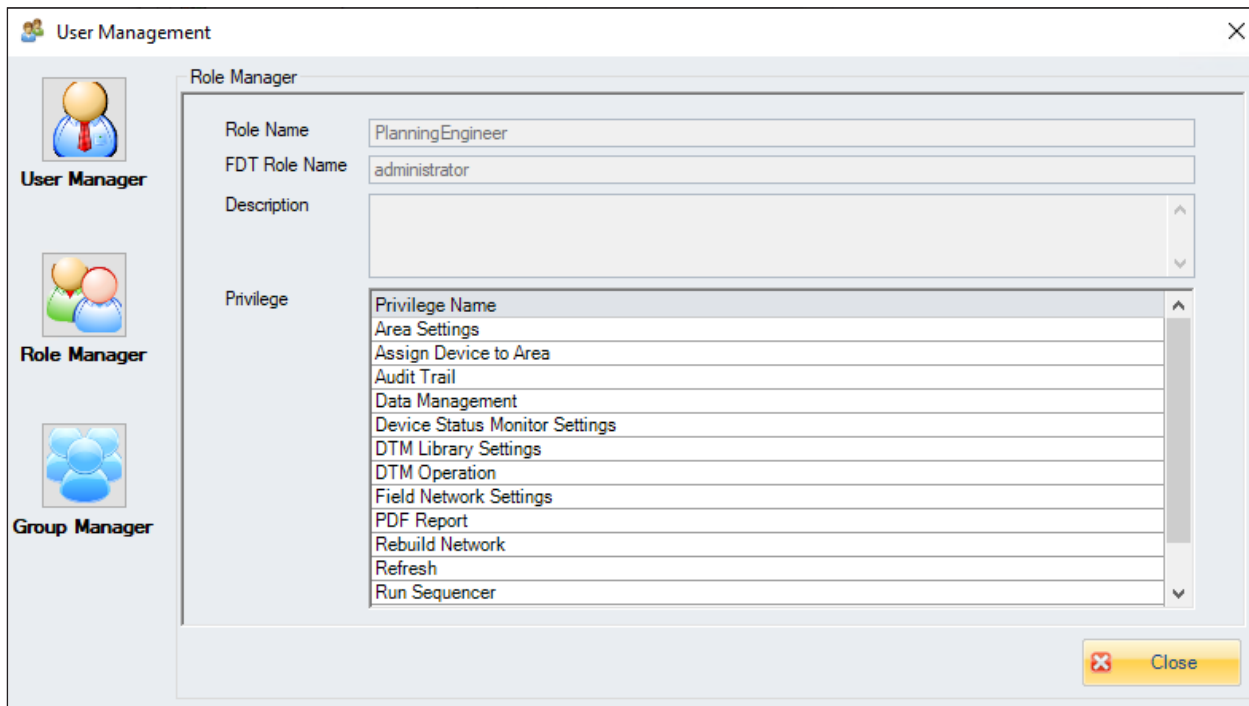 User Management
User Manager
Role Manager
Group Manager
Role Manager
Role Name
PlanningEngineer
FDT Role Name
administrator
Description
Privilege
Privilege Name
Area Settings
Assign Device to Area
Audit Trail
Data Management
Device Status Monitor Settings
DTM Library Settings
DTM Operation
Field Network Settings
PDF Report
Rebuild Network
Refresh
Run Sequencer
Close